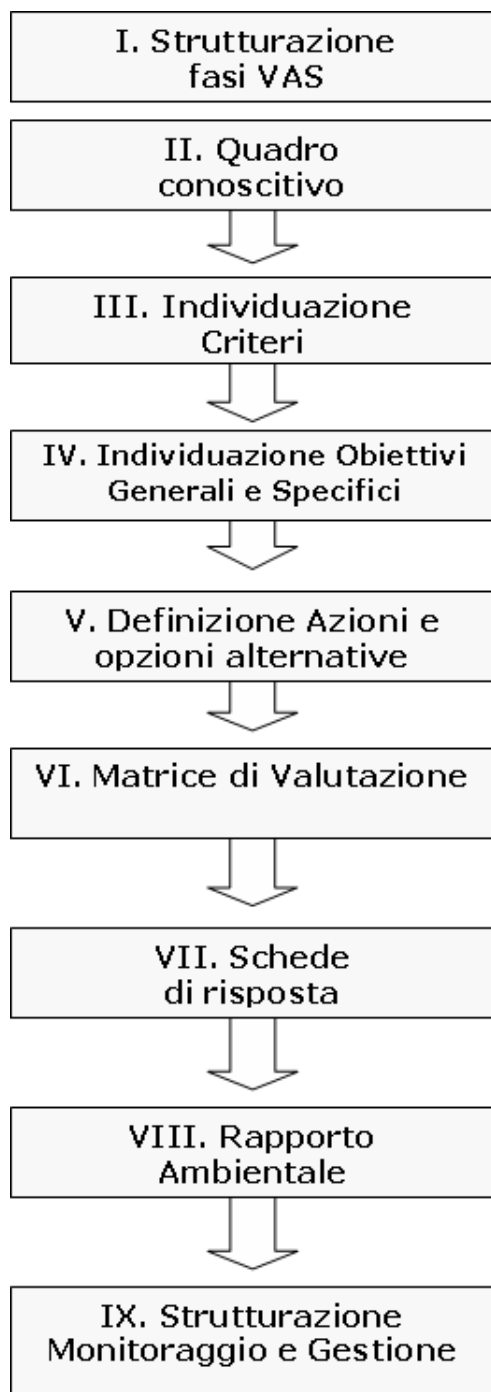 I. Strutturazione
fasi VAS
II. Quadro
conoscitivo
III. Individuazione
Criteri
IV. Individuazione Obiettivi
Generali e Specifici
V. Definizione Azioni e
opzioni alternative
VI. Matrice di Valutazione
VII. Schede
di risposta
VIII. Rapporto
Ambientale
IX. Strutturazione
Monitoraggio e Gestione